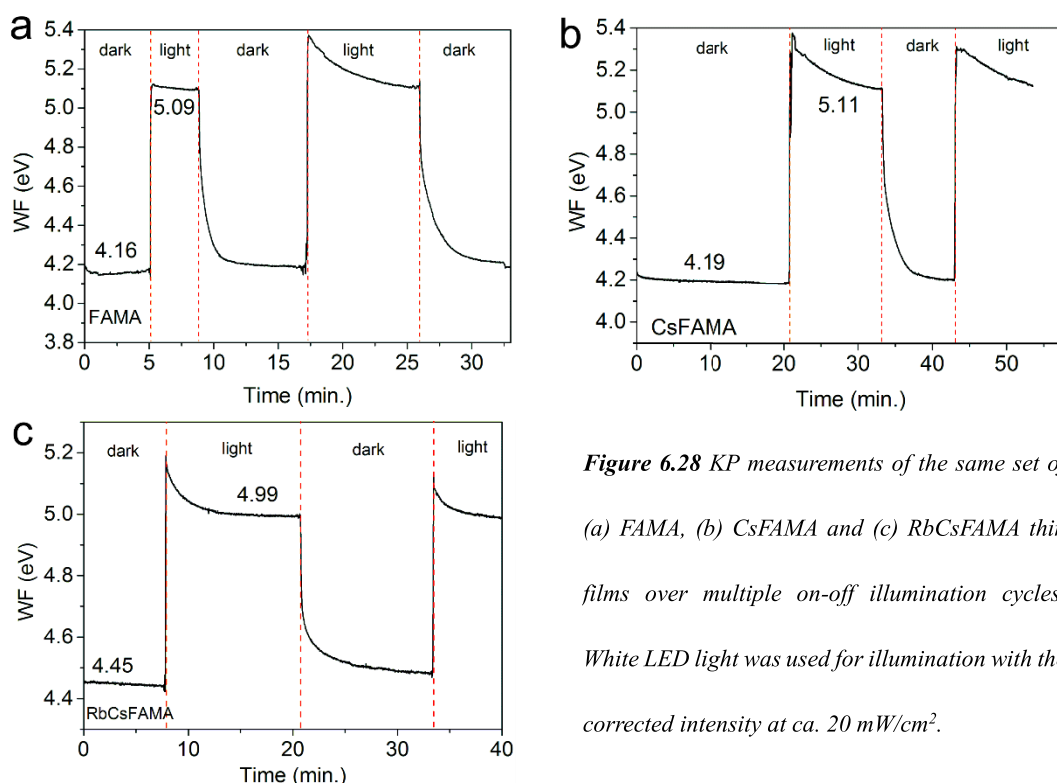 a
dark light dark light dark
5.4
5.2
5.0
4.8
4.6
4.4
4.2
4.0
3.8
WF (eV)
5.09
4.16
FAMA
0 5 10 15 20 25 30
Time (min.)
b
dark light dark light
5.4
5.2
5.0
4.8
4.6
4.4
4.2
4.0
WF (eV)
5.11
4.19
CsFAMA
0 10 20 30 40 50
Time (min.)
c
dark light dark light
5.2
5.0
4.8
4.6
4.4
WF (eV)
4.99
4.45
RbCsFAMA
0 10 20 30 40
Time (min.)
Figure 6.28 KP measurements of the same set
(a) FAMA, (b) CsFAMA and (c) RbCsFAMA
films over multiple on-off illumination cycles
White LED light was used for illumination with
corrected intensity at ca. 20 mW/cm².